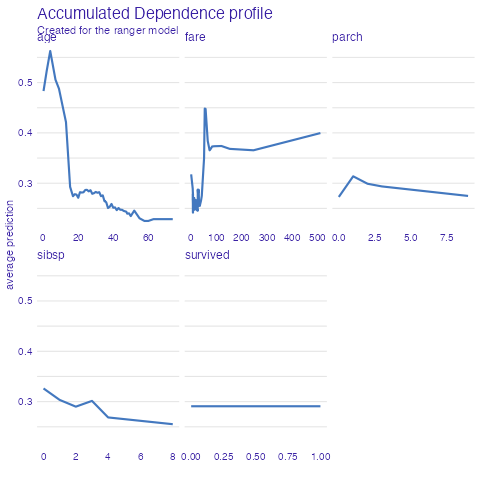 Accumulated Dependence profile
Created for the ranger model
age fare parch
0.5
0.4
0.3
0 20 40 60 0 100 200 300 400 500 0.0 2.5 5.0 7.5
average prediction
sibsp survived
0.5
0.4
0.3
0 2 4 6 8 0.00 0.25 0.50 0.75 1.00